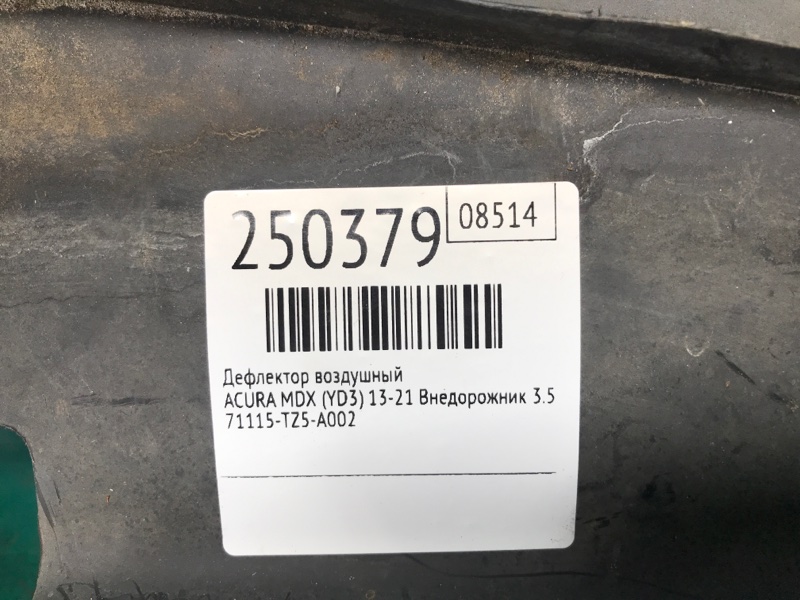 250379
08514
Дефлектор воздушный
ACURA MDX (YD3) 13-21 Внедорожник 3.5
71115-TZ5-A002